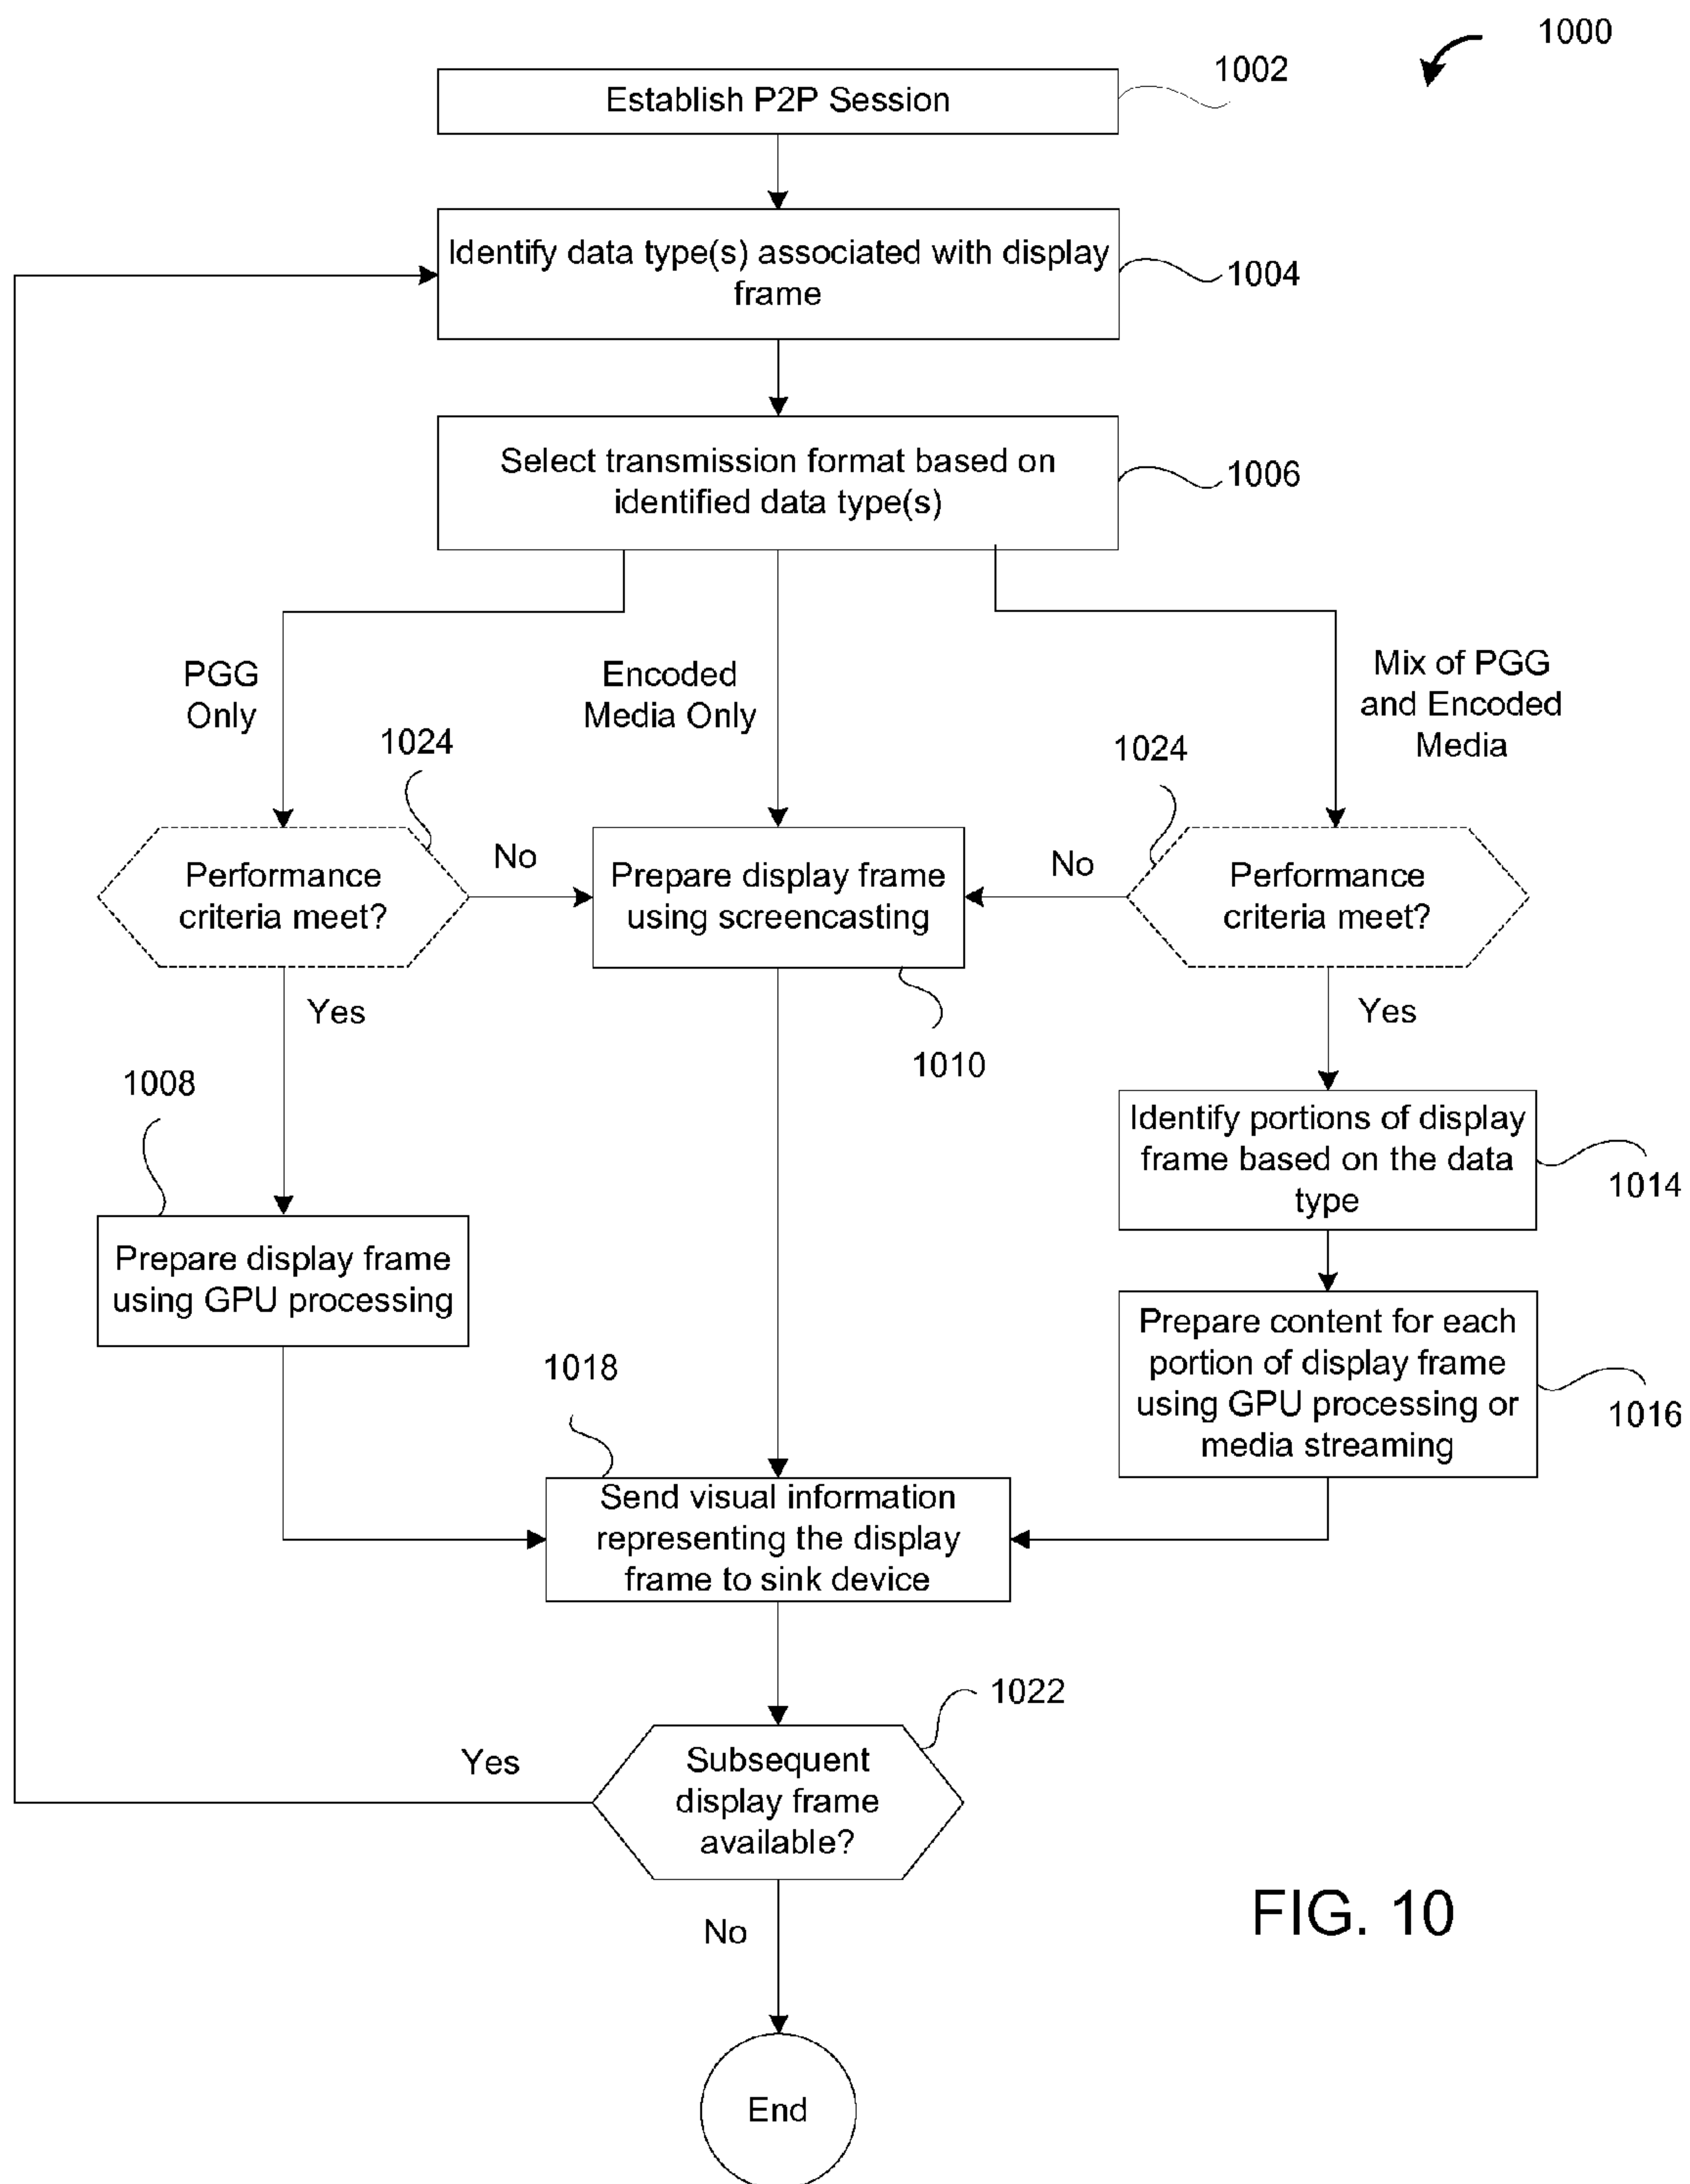 1000
Establish P2P Session
1002
Identify data type(s) associated with display
frame
1004
Select transmission format based on
identified data type(s)
1006
PGG
Only
Encoded
Media Only
Mix of PGG
and Encoded
Media
1024
1024
Performance
criteria meet?
No
Prepare display frame
using screencasting
No
Performance
criteria meet?
Yes
Yes
1010
1008
Identify portions of display
frame based on the data
type
1014
Prepare display frame
using GPU processing
Prepare content for each
portion of display frame
using GPU processing or
media streaming
1016
1018
Send visual information
representing the display
frame to sink device
1022
Yes
Subsequent
display frame
available?
No
FIG. 10
End